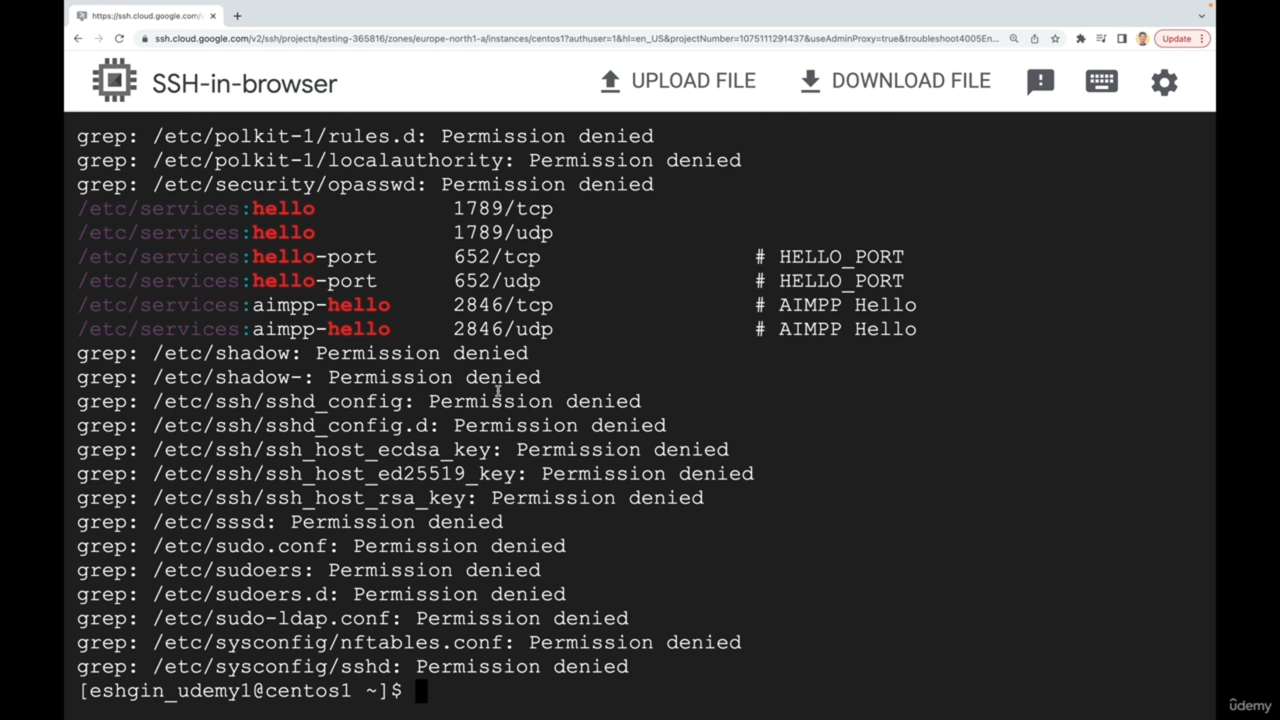 https://ssh.cloud.google.com/v
ssh.cloud.google.com/v2/ssh/projects/testing-365816/zones/europe-north1-a/instances/centos1?authuser=1&hl=en_US&projectNumber=1075111291437&useAdminProxy=true&troubleshoot4005En...
Update
SSH-in-browser
UPLOAD FILE
DOWNLOAD FILE
grep: /etc/polkit-1/rules.d: Permission denied
grep: /etc/polkit-1/localauthority: Permission denied
grep: /etc/security/opasswd: Permission denied
/etc/services:hello 1789/tcp
/etc/services:hello 1789/udp
/etc/services:hello-port 652/tcp # HELLO_PORT
/etc/services:hello-port 652/udp # HELLO_PORT
/etc/services:aimpp-hello 2846/tcp # AIMPP Hello
/etc/services:aimpp-hello 2846/udp # AIMPP Hello
grep: /etc/shadow: Permission denied
grep: /etc/shadow-: Permission denied
grep: /etc/ssh/sshd_config: Permission denied
grep: /etc/ssh/sshd_config.d: Permission denied
grep: /etc/ssh/ssh_host_ecdsa_key: Permission denied
grep: /etc/ssh/ssh_host_ed25519_key: Permission denied
grep: /etc/ssh/ssh_host_rsa_key: Permission denied
grep: /etc/sssd: Permission denied
grep: /etc/sudo.conf: Permission denied
grep: /etc/sudoers: Permission denied
grep: /etc/sudoers.d: Permission denied
grep: /etc/sudo-ldap.conf: Permission denied
grep: /etc/sysconfig/nftables.conf: Permission denied
grep: /etc/sysconfig/sshd: Permission denied
[eshgin_udemy1@centos1 ~]$
ûdemy